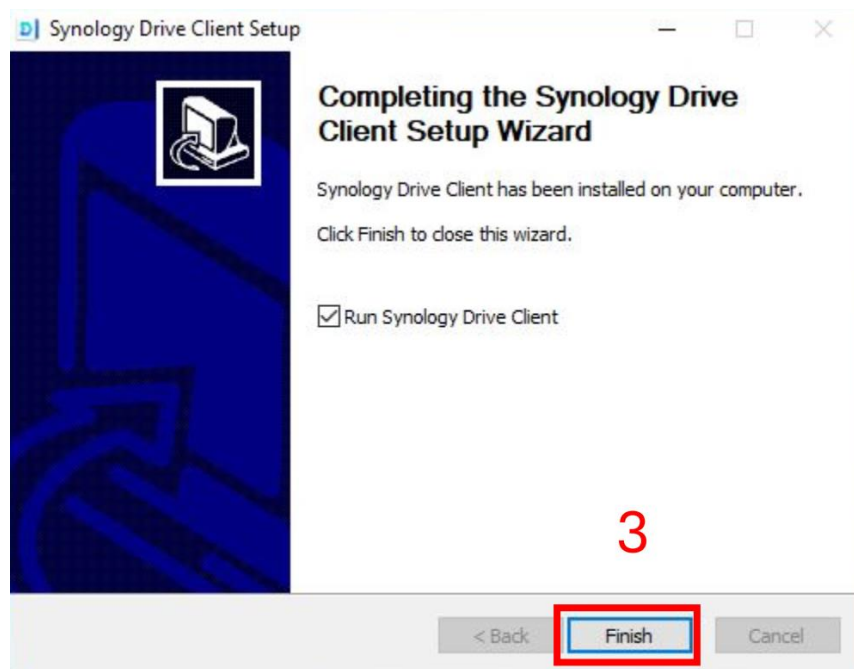 Synology Drive Client Setup
Completing the Synology Drive
Client Setup Wizard
Synology Drive Client has been installed on your computer.
Click Finish to close this wizard.
Run Synology Drive Client
3
< Back Finish Cancel